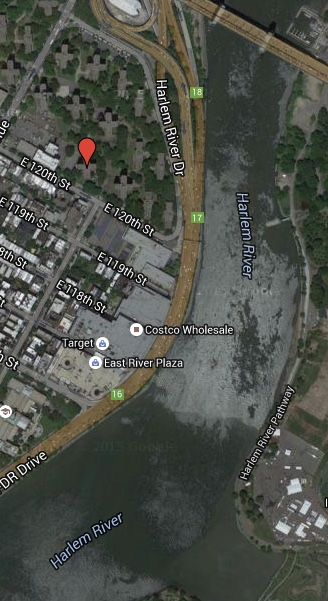 18
Harlem River Dr
E 120th St
17
Harlem River
E 119th St
E 120th St
E 119th St
E 118th St
Costco Wholesale
Target
East River Plaza
16
Harlem River Pathway
DR Drive
Harlem River